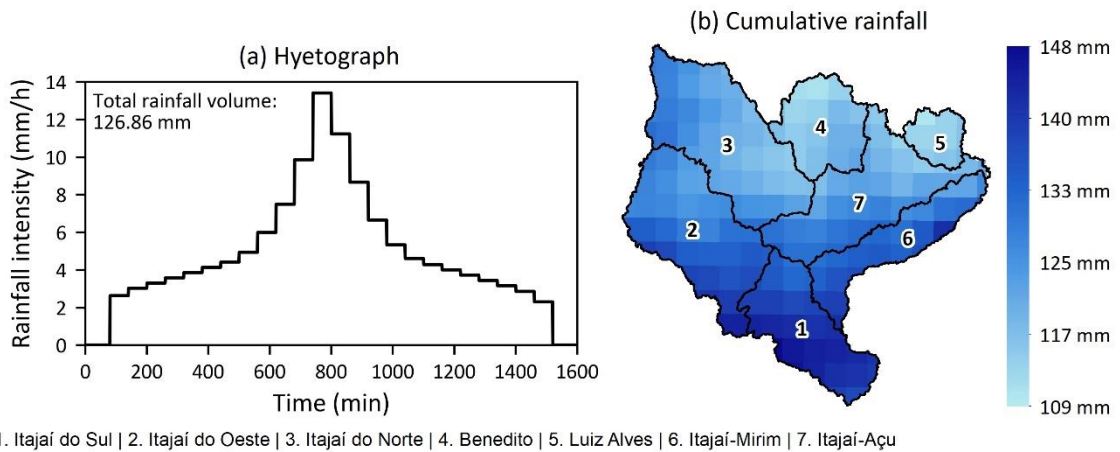 (a) Hyetograph
Rainfall intensity (mm/h)
14
12
10
8
6
4
2
0
Total rainfall volume:
126.86 mm
0 200 400 600 800 1000 1200 1400 1600
Time (min)
(b) Cumulative rainfall
3
4
5
2
7
6
1
148 mm
140 mm
133 mm
125 mm
117 mm
109 mm
1. Itajaí do Sul | 2. Itajaí do Oeste | 3. Itajaí do Norte | 4. Benedito | 5. Luiz Alves | 6. Itajaí-Mirim | 7. Itajaí-Açu